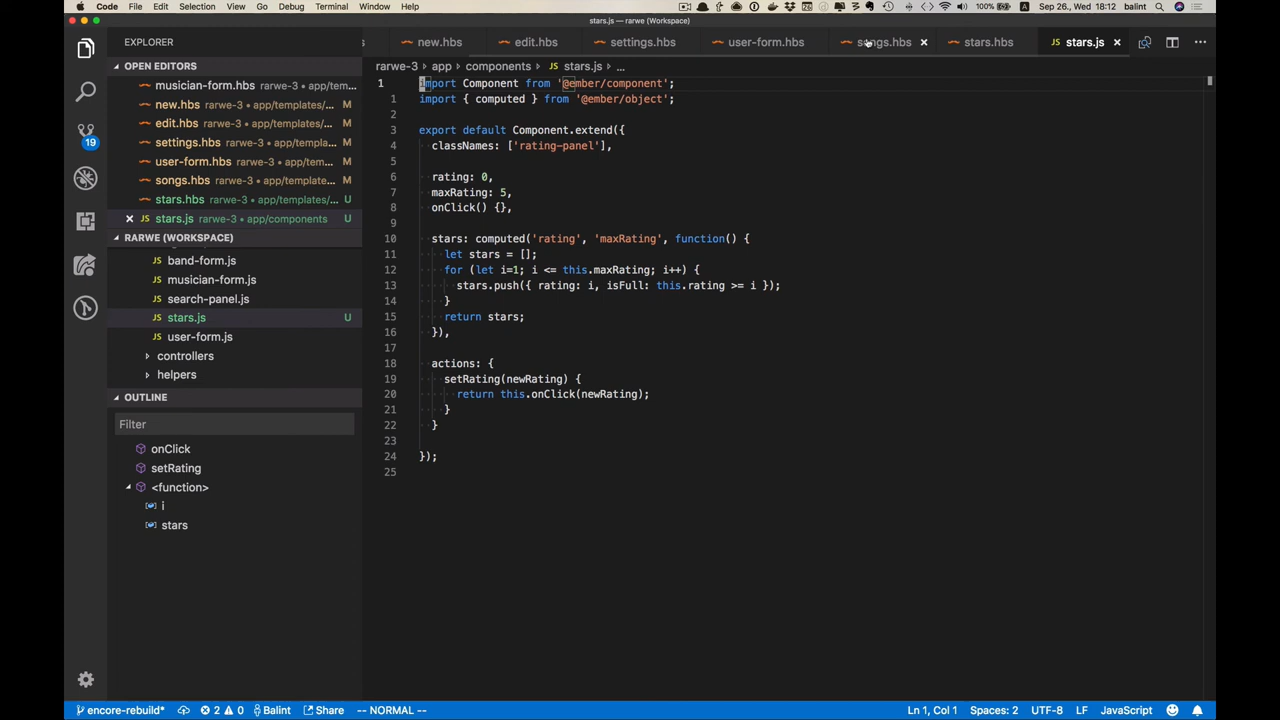 Code File Edit Selection View Go Debug Terminal Window Help 100% Sep 26., Wed 18:12 balint
stars.js — rarwe (Workspace)
EXPLORER
OPEN EDITORS
musician-form.hbs rarwe-3 • app/tem...
new.hbs rarwe-3 • app/templates/... M
edit.hbs rarwe-3 • app/templates/... M
settings.hbs rarwe-3 • app/templa... M
user-form.hbs rarwe-3 • app/temp... M
songs.hbs rarwe-3 • app/template... M
stars.hbs rarwe-3 • app/templates/... U
stars.js rarwe-3 • app/components U
RARWE (WORKSPACE)
band-form.js
musician-form.js
search-panel.js
stars.js U
user-form.js
controllers
helpers
OUTLINE
Filter
onClick
setRating
<function>
i
stars
19
new.hbs edit.hbs settings.hbs user-form.hbs songs.hbs stars.hbs stars.js
rarwe-3 › app › components › JS stars.js › ...
1 import Component from '@ember/component';
1 import { computed } from '@ember/object';
2
3 export default Component.extend({
4 classNames: ['rating-panel'],
5
6 rating: 0,
7 maxRating: 5,
8 onClick() {},
9
10 stars: computed('rating', 'maxRating', function() {
11 let stars = [];
12 for (let i=1; i <= this.maxRating; i++) {
13 stars.push({ rating: i, isFull: this.rating >= i });
14 }
15 return stars;
16 }),
17
18 actions: {
19 setRating(newRating) {
20 return this.onClick(newRating);
21 }
22 }
23
24 });
25
encore-rebuild* 2 0 Balint Share -- NORMAL -- Ln 1, Col 1 Spaces: 2 UTF-8 LF JavaScript